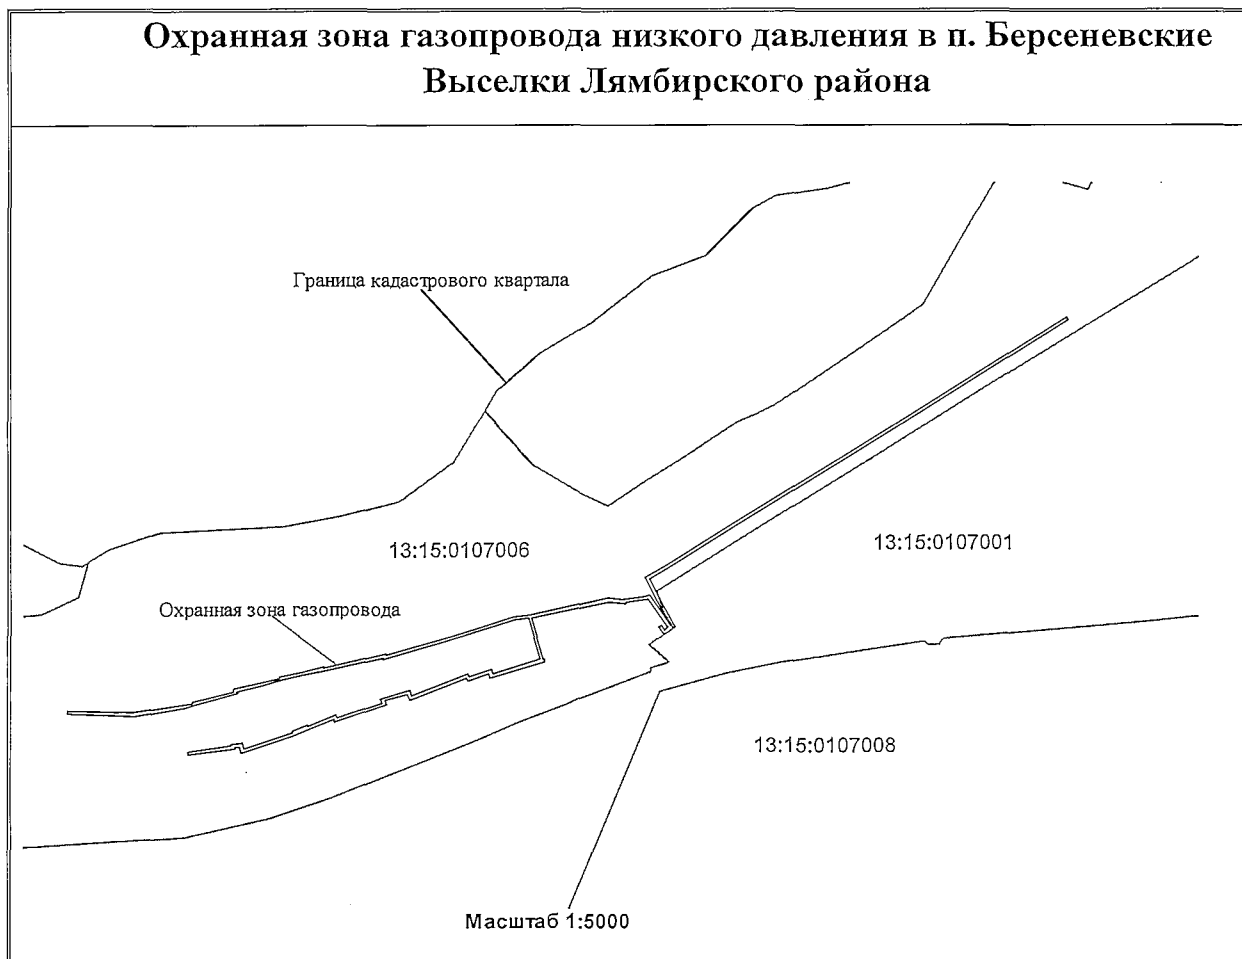 Охранная зона газопровода низкого давления в п. Берсеневские
Выселки Лямбирского района
Граница кадастрового квартала
13:15:0107006
13:15:0107001
Охранная зона газопровода
13:15:0107008
Масштаб 1:5000